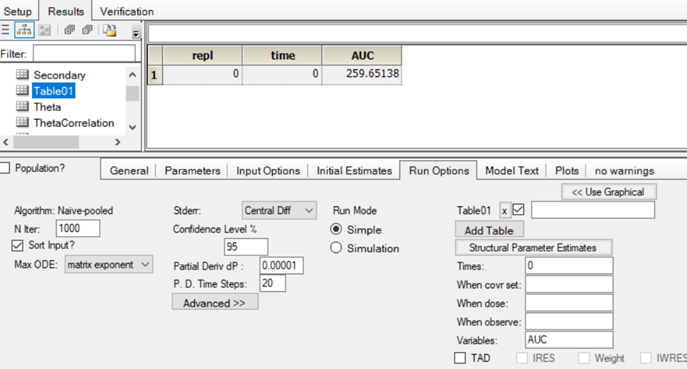 Setup Results Verification
Filter:
repl time AUC
1 0 0 259.65138
Secondary
Table01
Theta
ThetaCorrelation
Population? General Parameters Input Options Initial Estimates Run Options Model Text Plots no warnings
<< Use Graphical
Algorithm: Naive-pooled Stderr: Central Diff Run Mode Table01 x
N Iter: 1000 Confidence Level % Simple Add Table
Sort Input? 95 Simulation Structural Parameter Estimates
Max ODE: matrix exponent Partial Deriv dP : 0.00001 Times: 0
P. D. Time Steps: 20 When covr set:
Advanced >> When dose:
When observe:
Variables: AUC
TAD IRES Weight IWRES